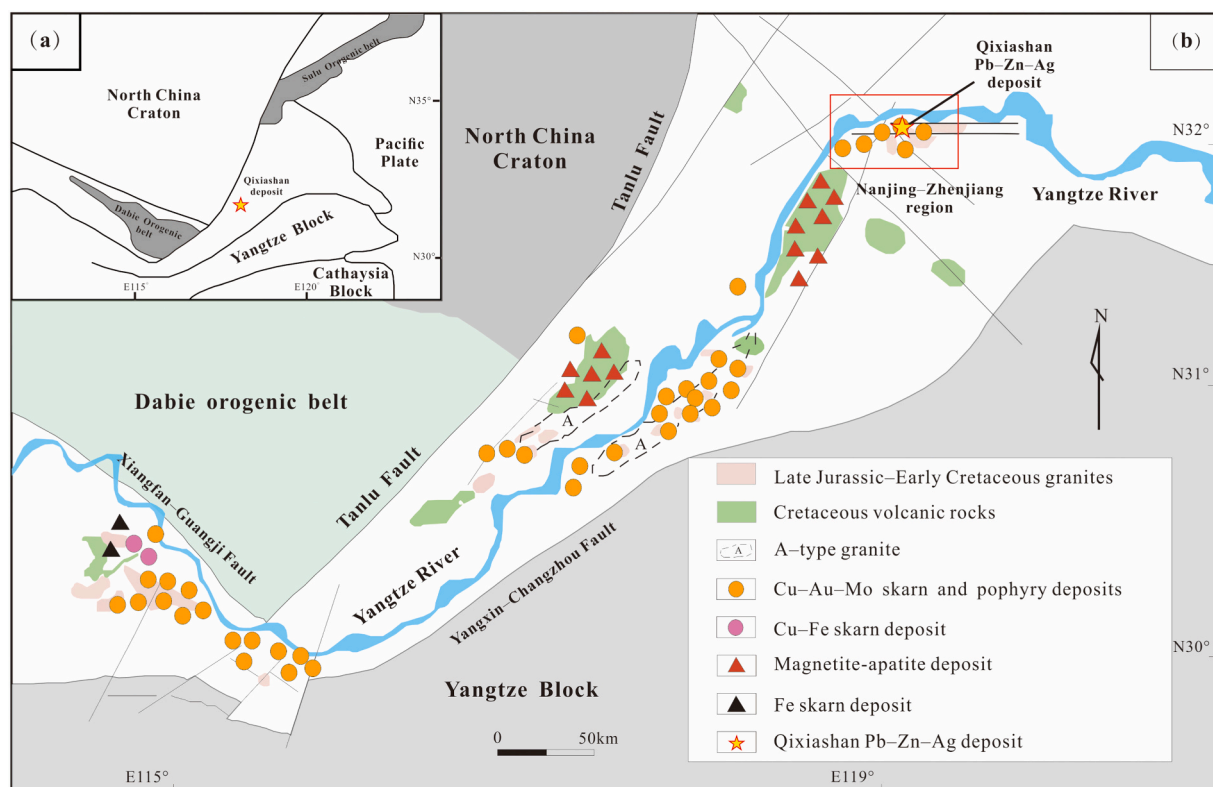 (a)
North China
Craton
Sulu Orogenic belt
N35°
Pacific
Plate
Qixiashan
deposit
Dabie Orogenic
belt
Yangtze Block
N30°
Cathaysia
Block
E115°
E120°
(b)
Qixiashan
Pb–Zn–Ag
deposit
North China
Craton
Tanlu Fault
N32°
Nanjing–Zhenjiang
region
Yangtze River
N
N31°
Dabie orogenic belt
A
A
Xiangfan–Guangji Fault
Tanlu Fault
Yangtze River
Yangxin–Changzhou Fault
Yangtze Block
N30°
0 50km
E115°
E119°
Late Jurassic–Early Cretaceous granites
Cretaceous volcanic rocks
A A–type granite
Cu–Au–Mo skarn and pophyry deposits
Cu–Fe skarn deposit
Magnetite-apatite deposit
Fe skarn deposit
Qixiashan Pb–Zn–Ag deposit